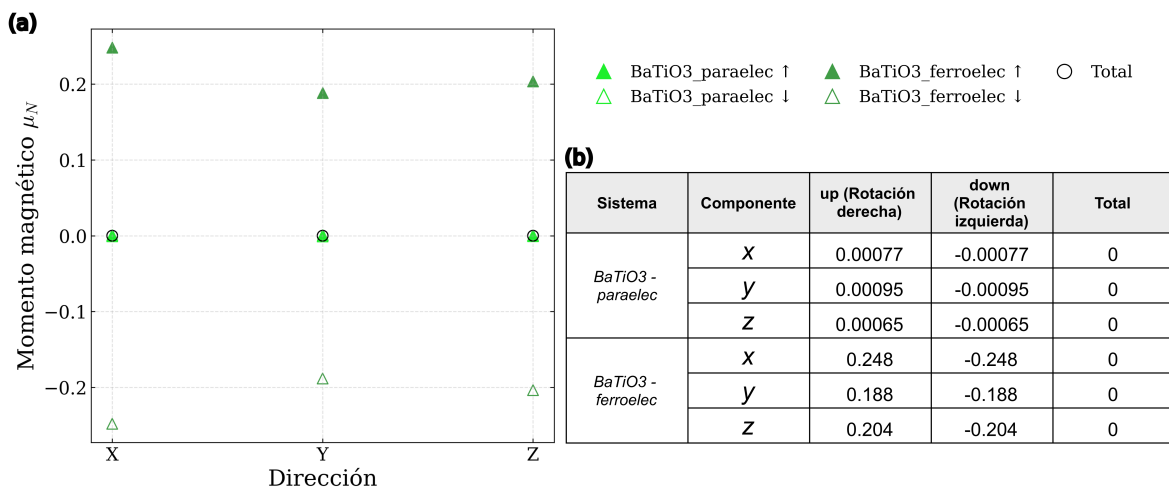 (a)
0.2
0.1
0.0
−0.1
−0.2
Momento magnético μ_N
X Y Z
Dirección
BaTiO3_paraelec ↑ BaTiO3_ferroelec ↑ Total
BaTiO3_paraelec ↓ BaTiO3_ferroelec ↓
(b)
Sistema Componente up (Rotación derecha) down (Rotación izquierda) Total
BaTiO3 - paraelec x 0.00077 -0.00077 0
y 0.00095 -0.00095 0
z 0.00065 -0.00065 0
BaTiO3 - ferroelec x 0.248 -0.248 0
y 0.188 -0.188 0
z 0.204 -0.204 0